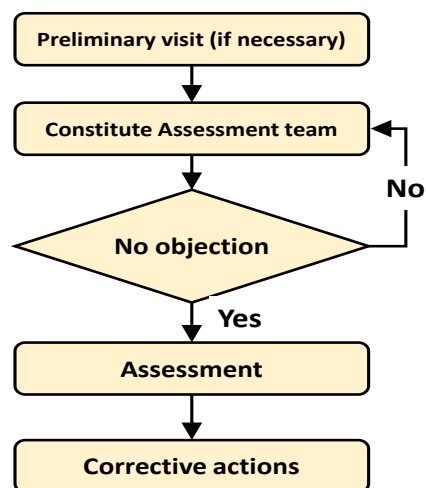 Preliminary visit (if necessary)
Constitute Assessment team
No
No objection
Yes
Assessment
Corrective actions